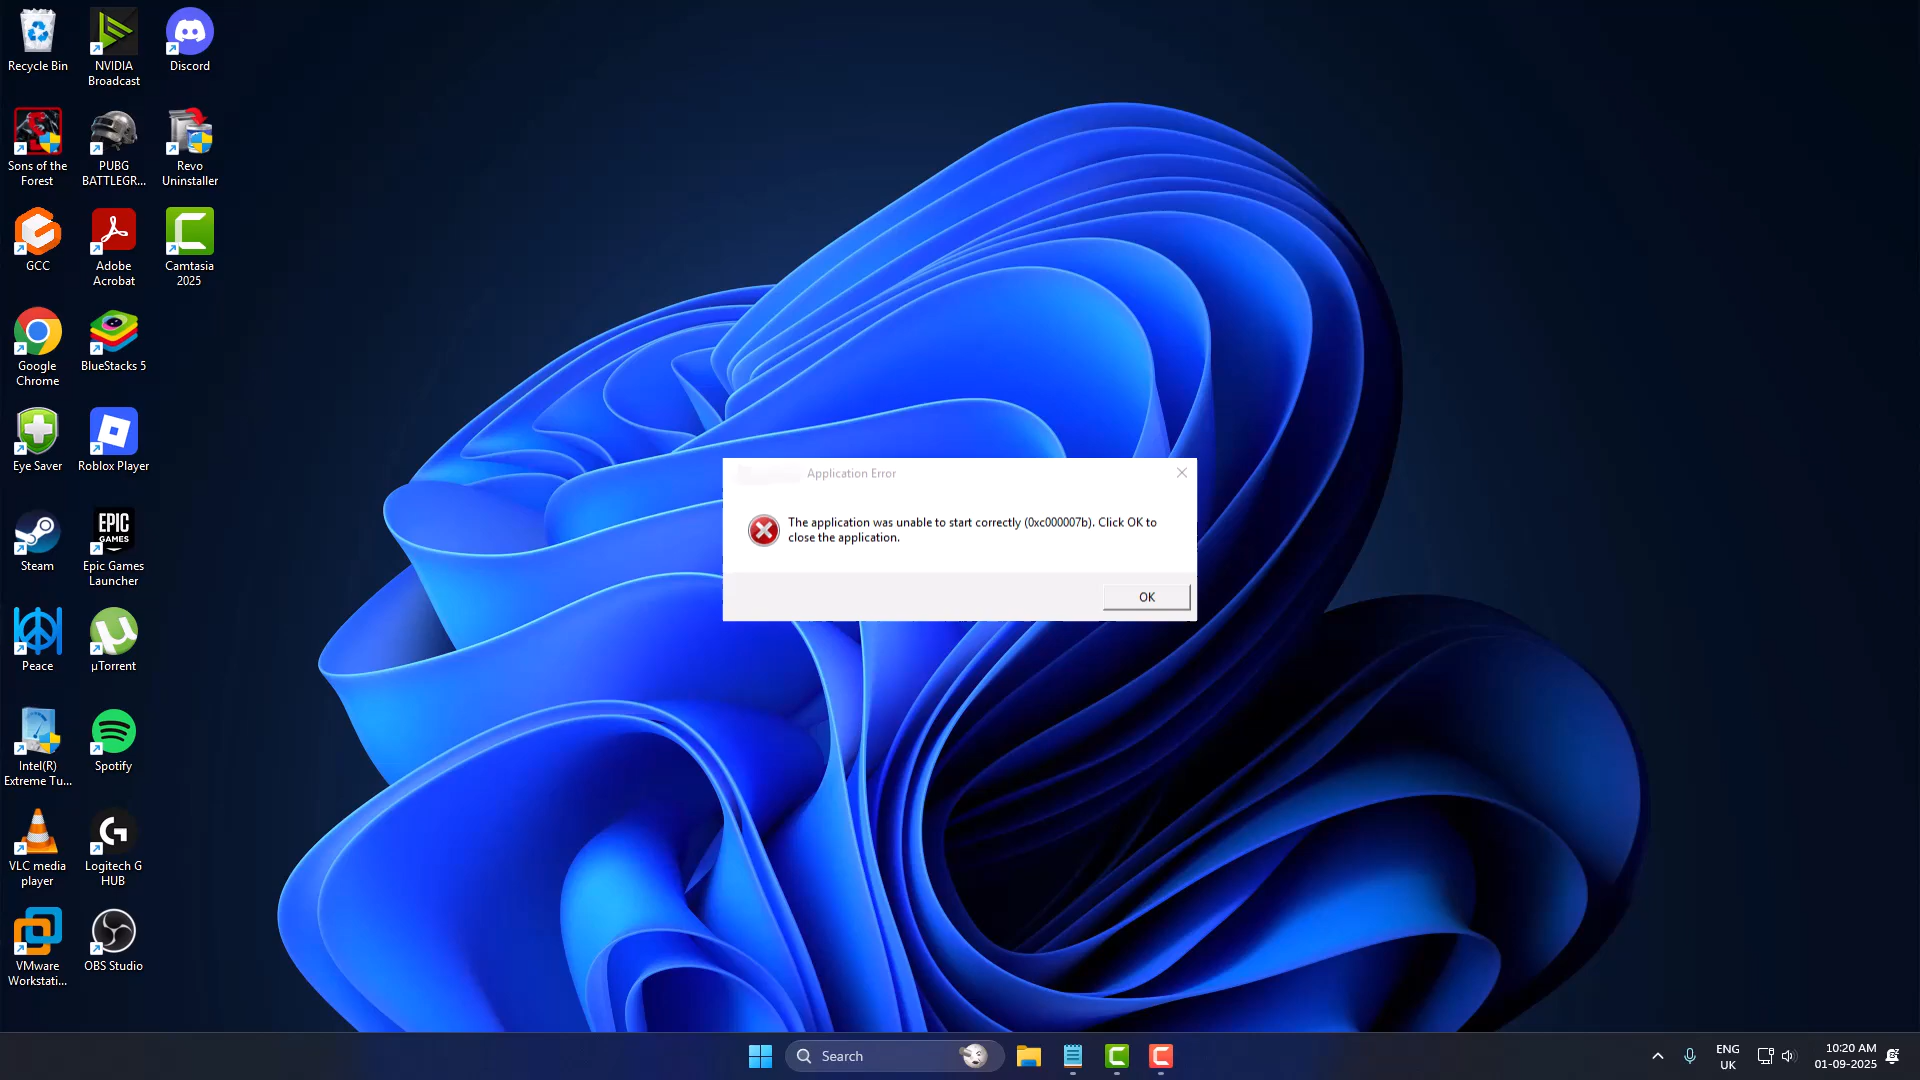 Recycle Bin
NVIDIA
Broadcast
Discord
Sons of the
Forest
PUBG
BATTLEGR...
Revo
Uninstaller
GCC
Adobe
Acrobat
Camtasia
2025
Google
Chrome
BlueStacks 5
Eye Saver
Roblox Player
Steam
EPIC
GAMES
Epic Games
Launcher
Peace
µTorrent
Intel(R)
Extreme Tu...
Spotify
VLC media
player
Logitech G
HUB
VMware
Workstati...
OBS Studio
Application Error
The application was unable to start correctly (0xc000007b). Click OK to
close the application.
OK
Search
ENG
UK
10:20 AM
01-09-2025